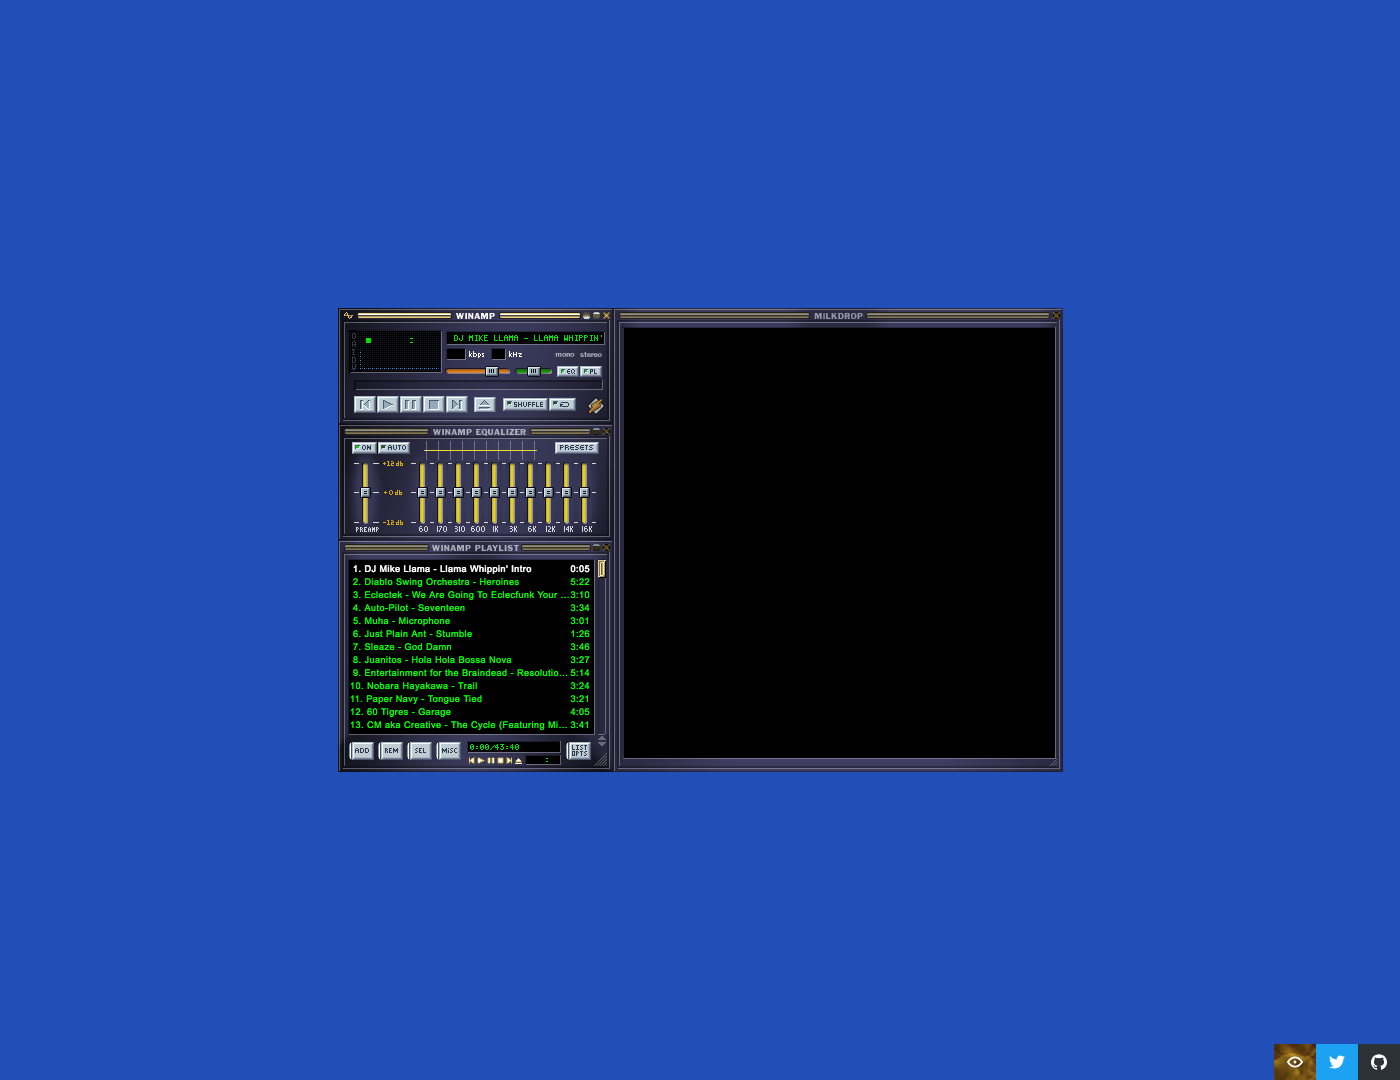 WINAMP
O
A
I
D
V
DJ MIKE LLAMA - LLAMA WHIPPIN'
kbps
kHz
mono stereo
EQ
PL
SHUFFLE
WINAMP EQUALIZER
ON
AUTO
PRESETS
+12db
+0db
-12db
PREAMP
60 170 310 600 1K 3K 6K 12K 14K 16K
WINAMP PLAYLIST
1. DJ Mike Llama - Llama Whippin' Intro 0:05
2. Diablo Swing Orchestra - Heroines 5:22
3. Eclectek - We Are Going To Eclecfunk Your ... 3:10
4. Auto-Pilot - Seventeen 3:34
5. Muha - Microphone 3:01
6. Just Plain Ant - Stumble 1:26
7. Sleaze - God Damn 3:46
8. Juanitos - Hola Hola Bossa Nova 3:27
9. Entertainment for the Braindead - Resolutio... 5:14
10. Nobara Hayakawa - Trail 3:24
11. Paper Navy - Tongue Tied 3:21
12. 60 Tigres - Garage 4:05
13. CM aka Creative - The Cycle (Featuring Mi... 3:41
ADD
REM
SEL
MISC
0:00/43:40
:
LIST
OPTS
MILKDROP